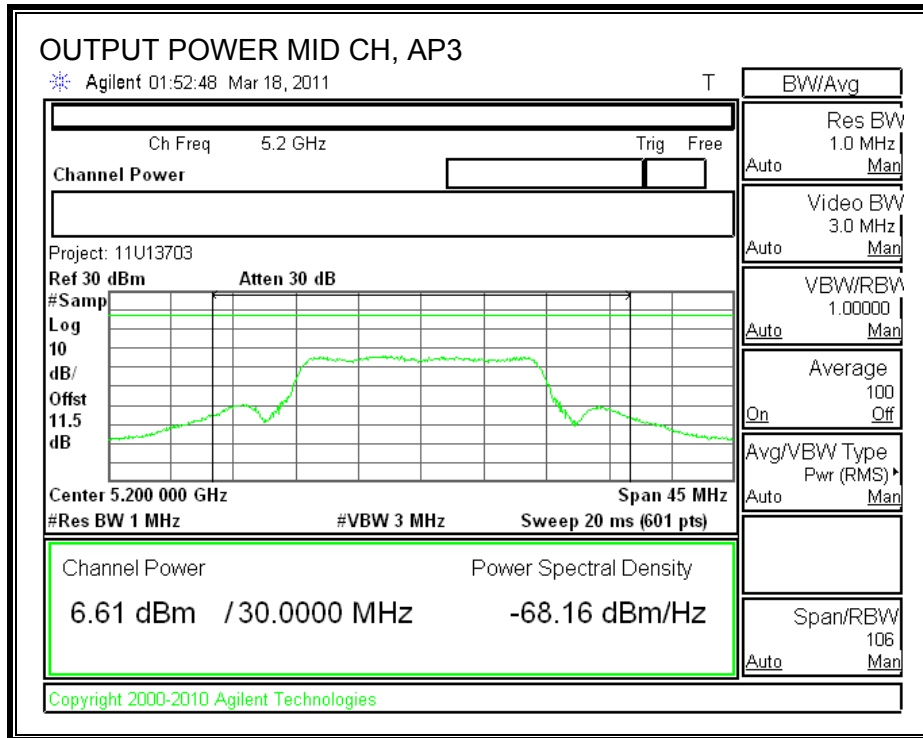 OUTPUT POWER MID CH, AP3
Agilent 01:52:48 Mar 18, 2011 T
Ch Freq 5.2 GHz Trig Free
Channel Power
Project: 11U13703
Ref 30 dBm Atten 30 dB
#Samp
Log
10
dB/
Offst
11.5
dB
Center 5.200 000 GHz Span 45 MHz
#Res BW 1 MHz #VBW 3 MHz Sweep 20 ms (601 pts)
Channel Power Power Spectral Density
6.61 dBm / 30.0000 MHz -68.16 dBm/Hz
Copyright 2000-2010 Agilent Technologies
BW/Avg
Res BW
1.0 MHz
Auto Man
Video BW
3.0 MHz
Auto Man
VBW/RBW
1.00000
Auto Man
Average
100
On Off
Avg/VBW Type
Pwr (RMS)
Auto Man
Span/RBW
106
Auto Man